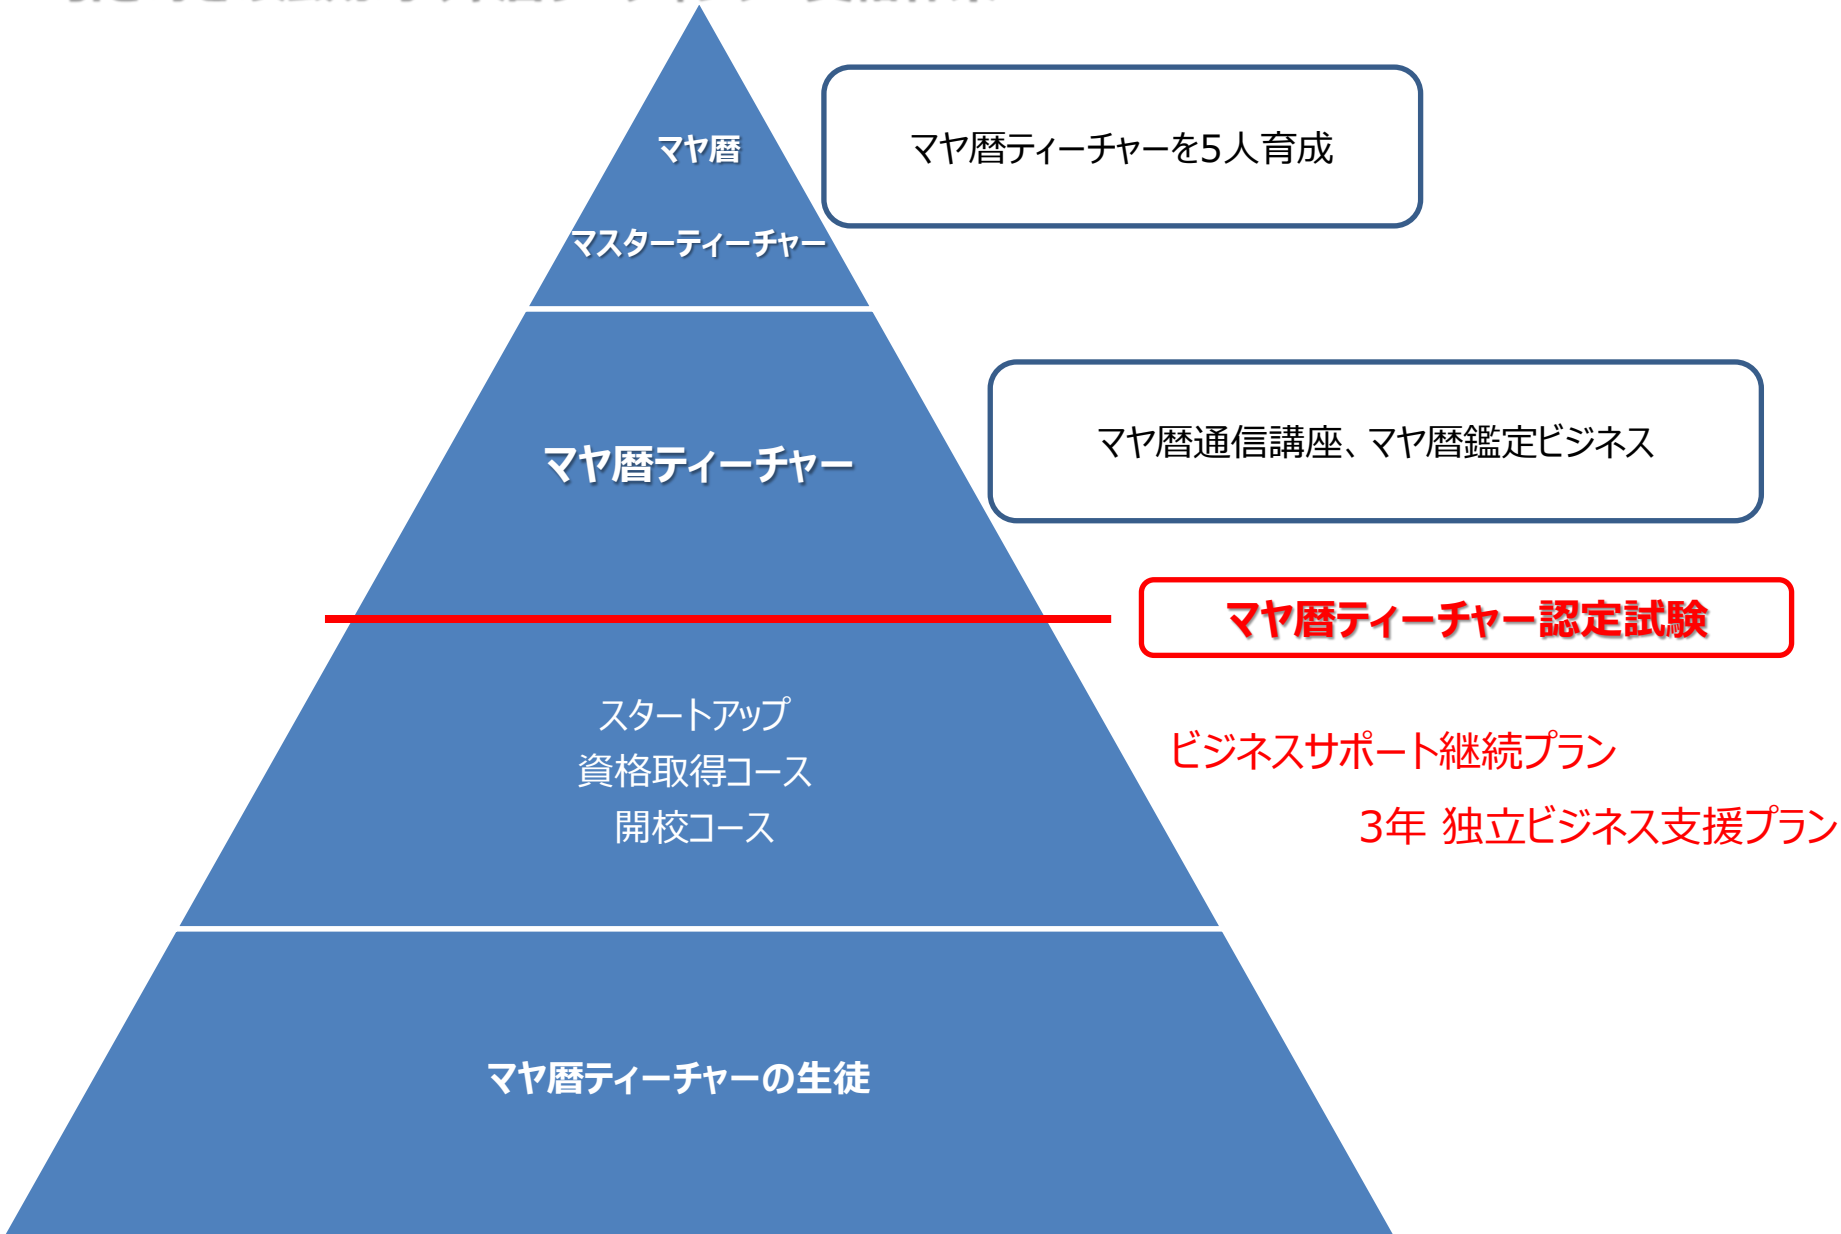 マヤ暦
マスターティーチャー
マヤ暦ティーチャーを5人育成
マヤ暦ティーチャー
マヤ暦通信講座、マヤ暦鑑定ビジネス
マヤ暦ティーチャー認定試験
スタートアップ
資格取得コース
開校コース
ビジネスサポート継続プラン
3年 独立ビジネス支援プラン
マヤ暦ティーチャーの生徒